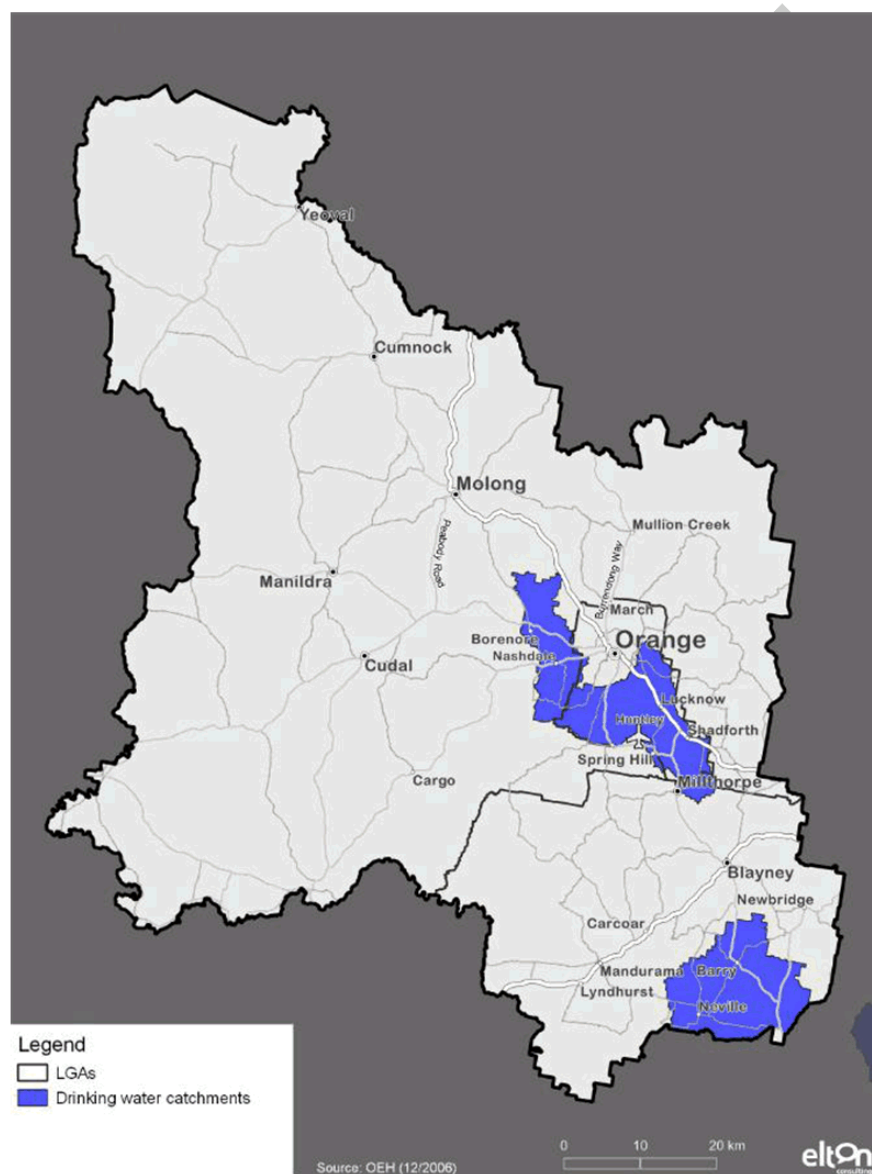 Yeoval
Cumnock
Molong
Mullion Creek
Peabody Road
Burrendong Way
Manildra
March
Borenore
Orange
Nashdale
Cudal
Lucknow
Huntley
Shadforth
Spring Hill
Cargo
Millthorpe
Blayney
Newbridge
Carcoar
Mandurama
Barry
Lyndhurst
Neville
Legend
LGAs
Drinking water catchments
Source: OEH (12/2006)
0 10 20 km
elton
consulting